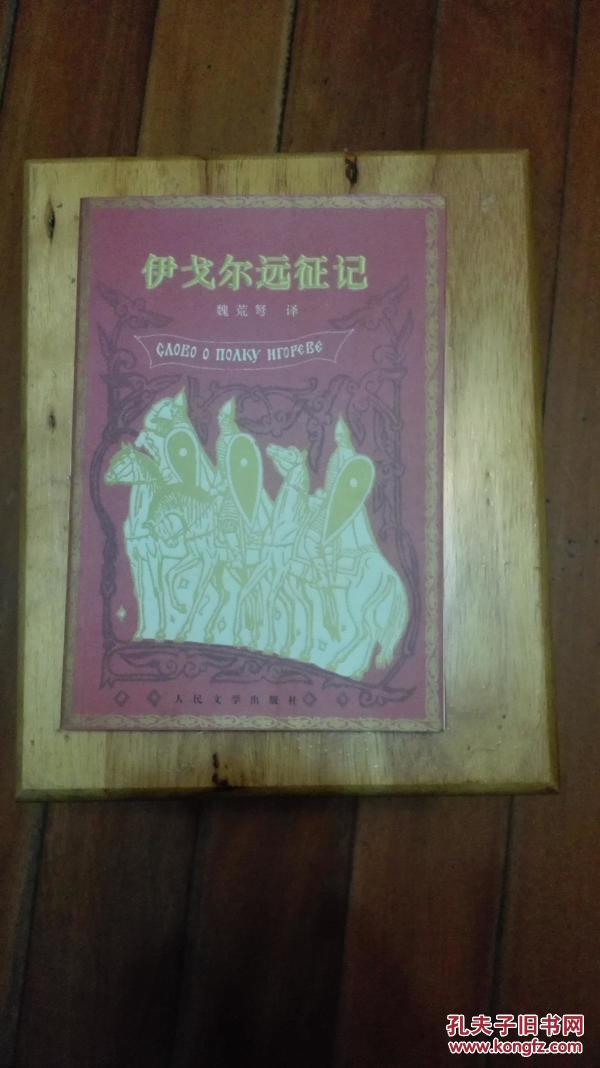 伊戈尔远征记
魏荒弩 译
СЛОВО О ПОЛКУ ИГОРЕВЕ
人民文学出版社
孔夫子旧书网
www.kongfz.com